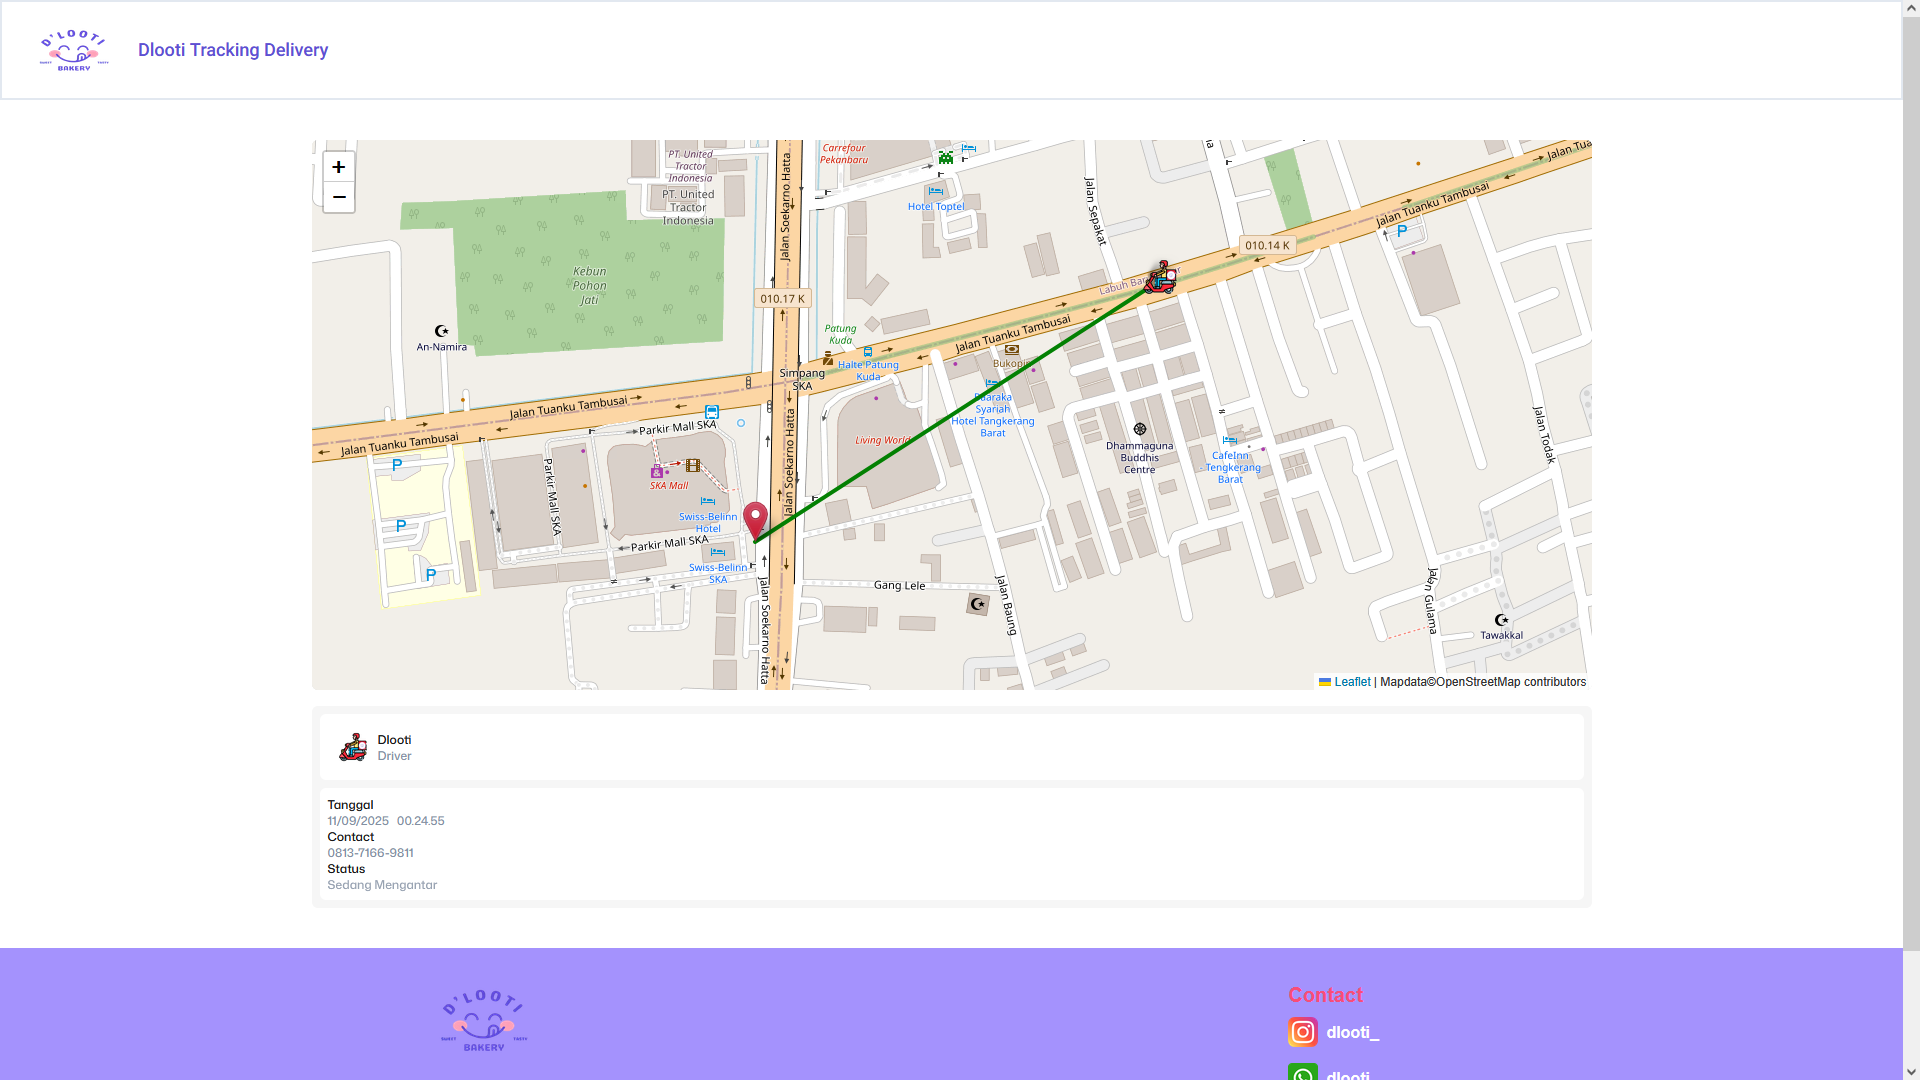 D'LOOTI
SWEET
TASTY
BAKERY
Dlooti Tracking Delivery
+
−
PT. United
Tractor
Indonesia
PT. United
Tractor
Indonesia
Carrefour
Pekanbaru
Hotel Toptel
Jalan Soekarno Hatta
Jalan Sepakat
Jalan Tuanku Tambusai
010.14 K
P
Kebun
Pohon
Jati
010.17 K
An-Namira
Patung
Kuda
Halte Patung
Kuda
Simpang
SKA
Jalan Tuanku Tambusai
Jalan Tuanku Tambusai
Jalan Tuanku Tambusai
Parkir Mall SKA
Living World
Syariah
Hotel Tangkerang
Barat
Dhammaguna
Buddhis
Centre
CafeInn
- Tengkerang
Barat
Jalan Todak
P
Parkir Mall SKA
SKA Mall
Jalan Soekarno Hatta
P
Swiss-Belinn
Hotel
Parkir Mall SKA
Swiss-Belinn
SKA
P
Gang Lele
Jalan Baung
Jalan Gulama
Tawakkal
Jalan Soekarno Hatta
Leaflet | Mapdata©OpenStreetMap contributors
Dlooti
Driver
Tanggal
11/09/2025 00.24.55
Contact
0813-7166-9811
Status
Sedang Mengantar
D'LOOTI
SWEET
TASTY
BAKERY
Contact
dlooti_
dlooti